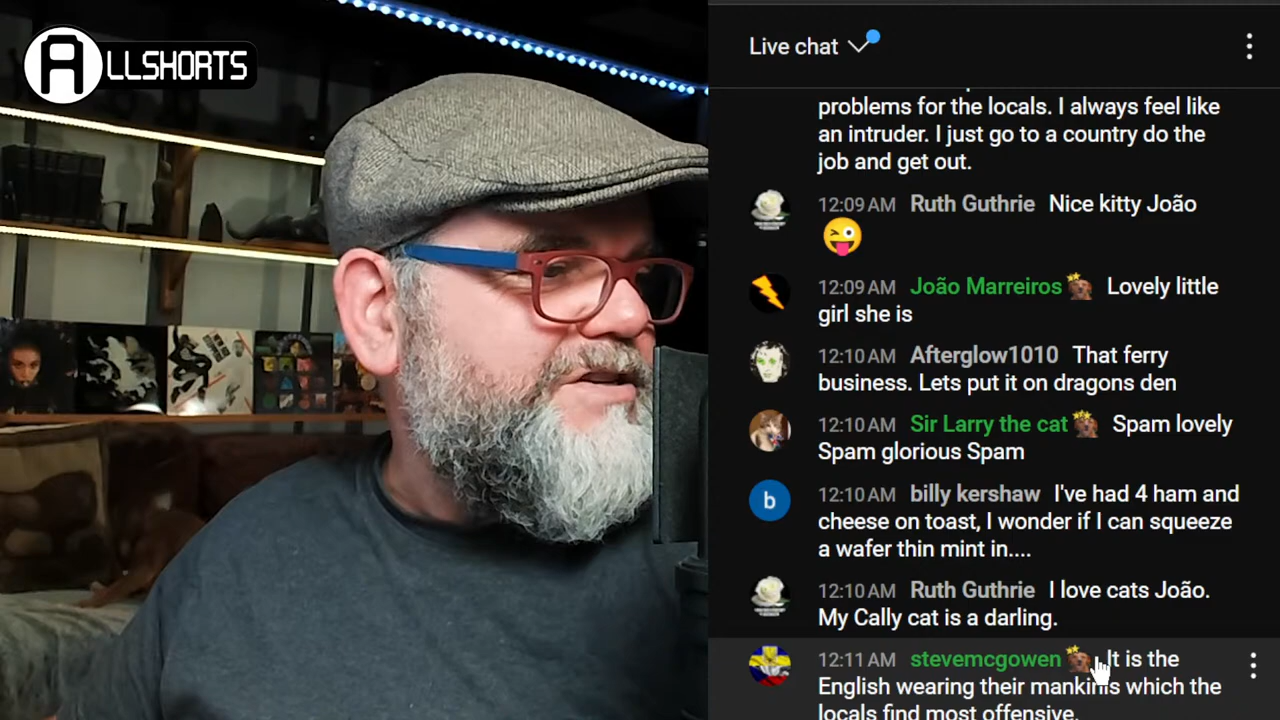 ALLSHORTS
Live chat
problems for the locals. I always feel like
an intruder. I just go to a country do the
job and get out.
12:09 AM Ruth Guthrie Nice kitty João
12:09 AM João Marreiros Lovely little
girl she is
12:10 AM Afterglow1010 That ferry
business. Lets put it on dragons den
12:10 AM Sir Larry the cat Spam lovely
Spam glorious Spam
b
12:10 AM billy kershaw I've had 4 ham and
cheese on toast, I wonder if I can squeeze
a wafer thin mint in....
12:10 AM Ruth Guthrie I love cats João.
My Cally cat is a darling.
12:11 AM stevemcgowen It is the
English wearing their mankinis which the
locals find most offensive.